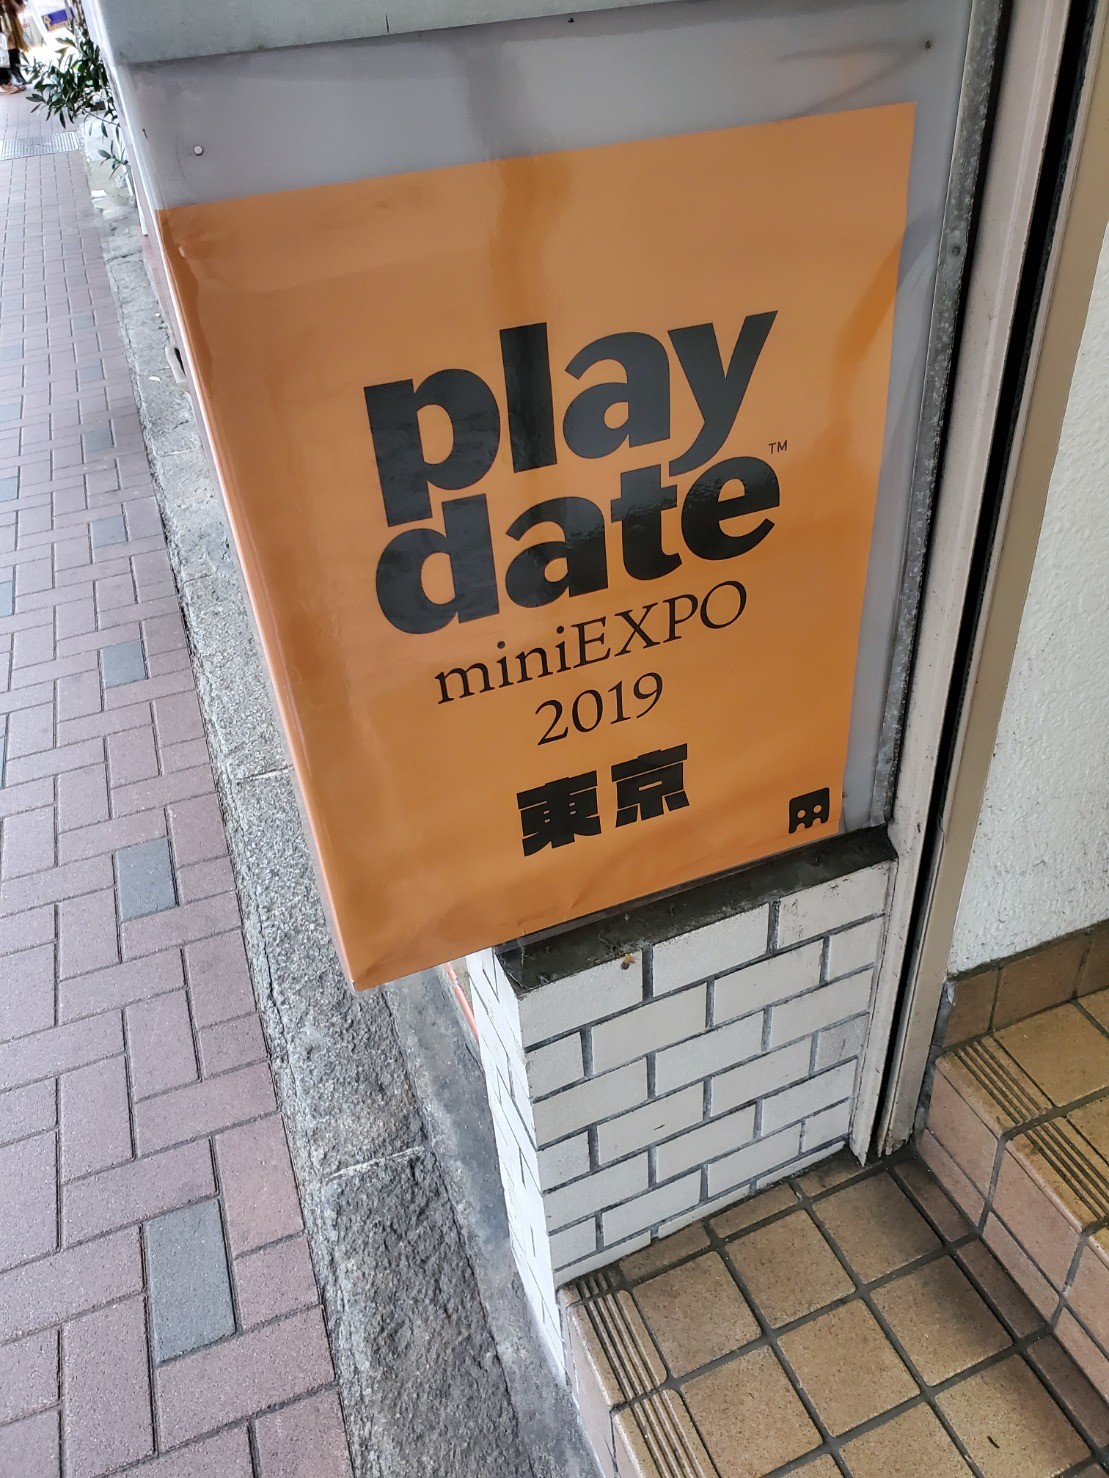 play
date™
miniEXPO
2019
東京